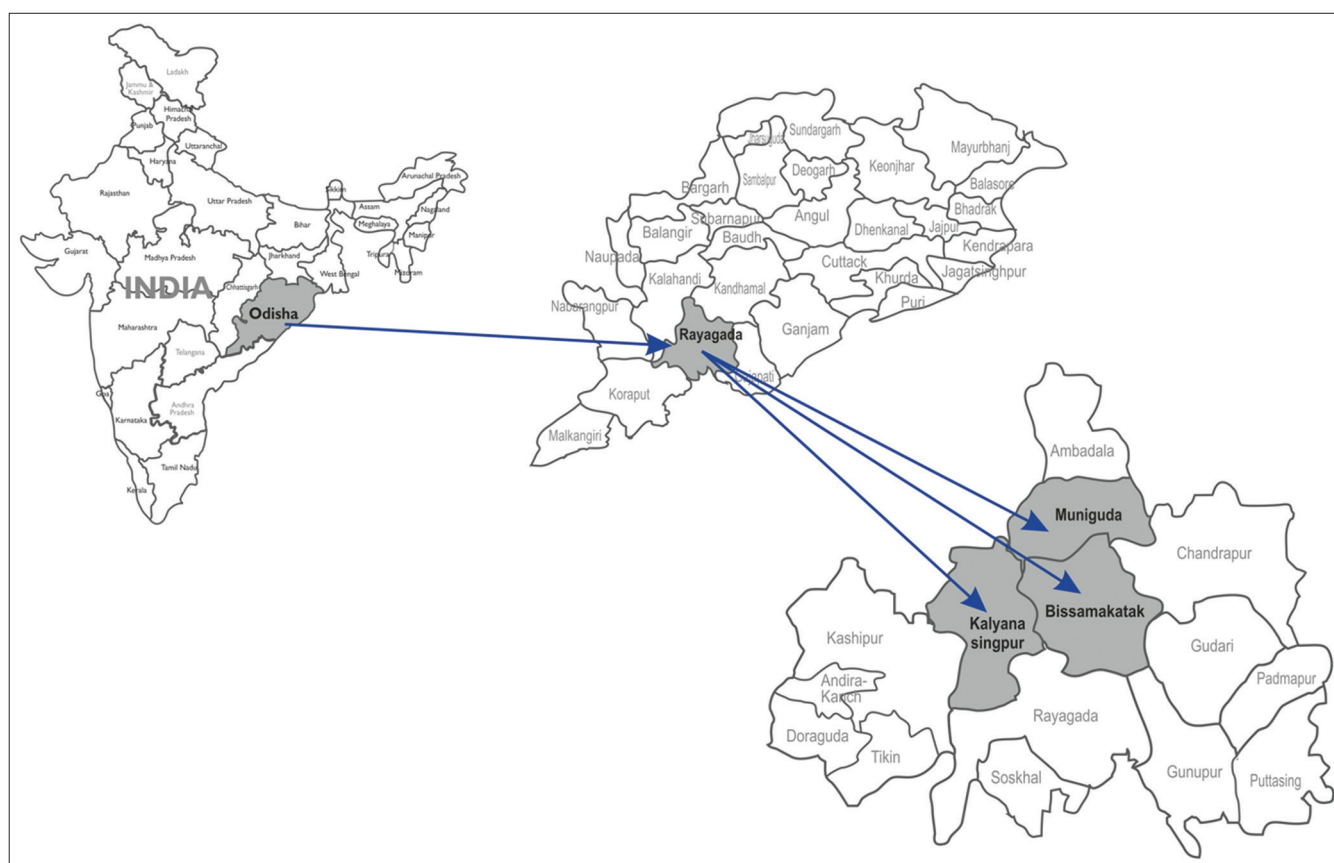 Ladakh
Jammu &
Kashmir
Himachal
Pradesh
Punjab
Uttaranchal
Haryana
Arunachal Pradesh
Rajasthan
Uttar Pradesh
Sikkim
Assam
Nagaland
Bihar
Meghalaya
Manipur
Gujarat
Madhya Pradesh
Jharkhand
Tripura
Mizoram
West Bengal
INDIA
Chhattisgarh
Odisha
Maharashtra
Telangana
Goa
Andhra
Pradesh
Karnataka
Tamil Nadu
Kerala
Sundargarh
Jharsuguda
Mayurbhanj
Keonjhar
Deogarh
Sambalpur
Bargarh
Balasore
Bhadrak
Subarnapur
Angul
Balangir
Baudh
Dhenkanal
Jajpur
Kendrapara
Naupada
Cuttack
Jagatsinghpur
Kalahandi
Kandhamal
Khurda
Puri
Nabarangpur
Rayagada
Ganjam
Gajapati
Koraput
Malkangiri
Ambadala
Muniguda
Chandrapur
Bissamakatak
Kalyana
singpur
Kashipur
Gudari
Andira-
Kanch
Padmapur
Rayagada
Doraguda
Tikin
Soskhal
Gunupur
Puttasing